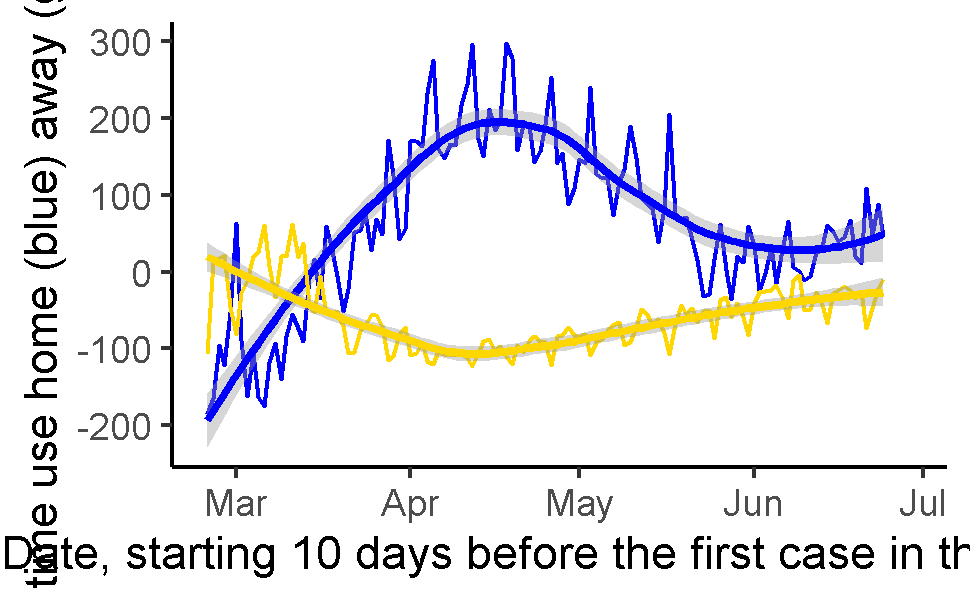 time use home (blue) away (
300
200
100
0
-100
-200
Mar Apr May Jun Jul
Date, starting 10 days before the first case in th